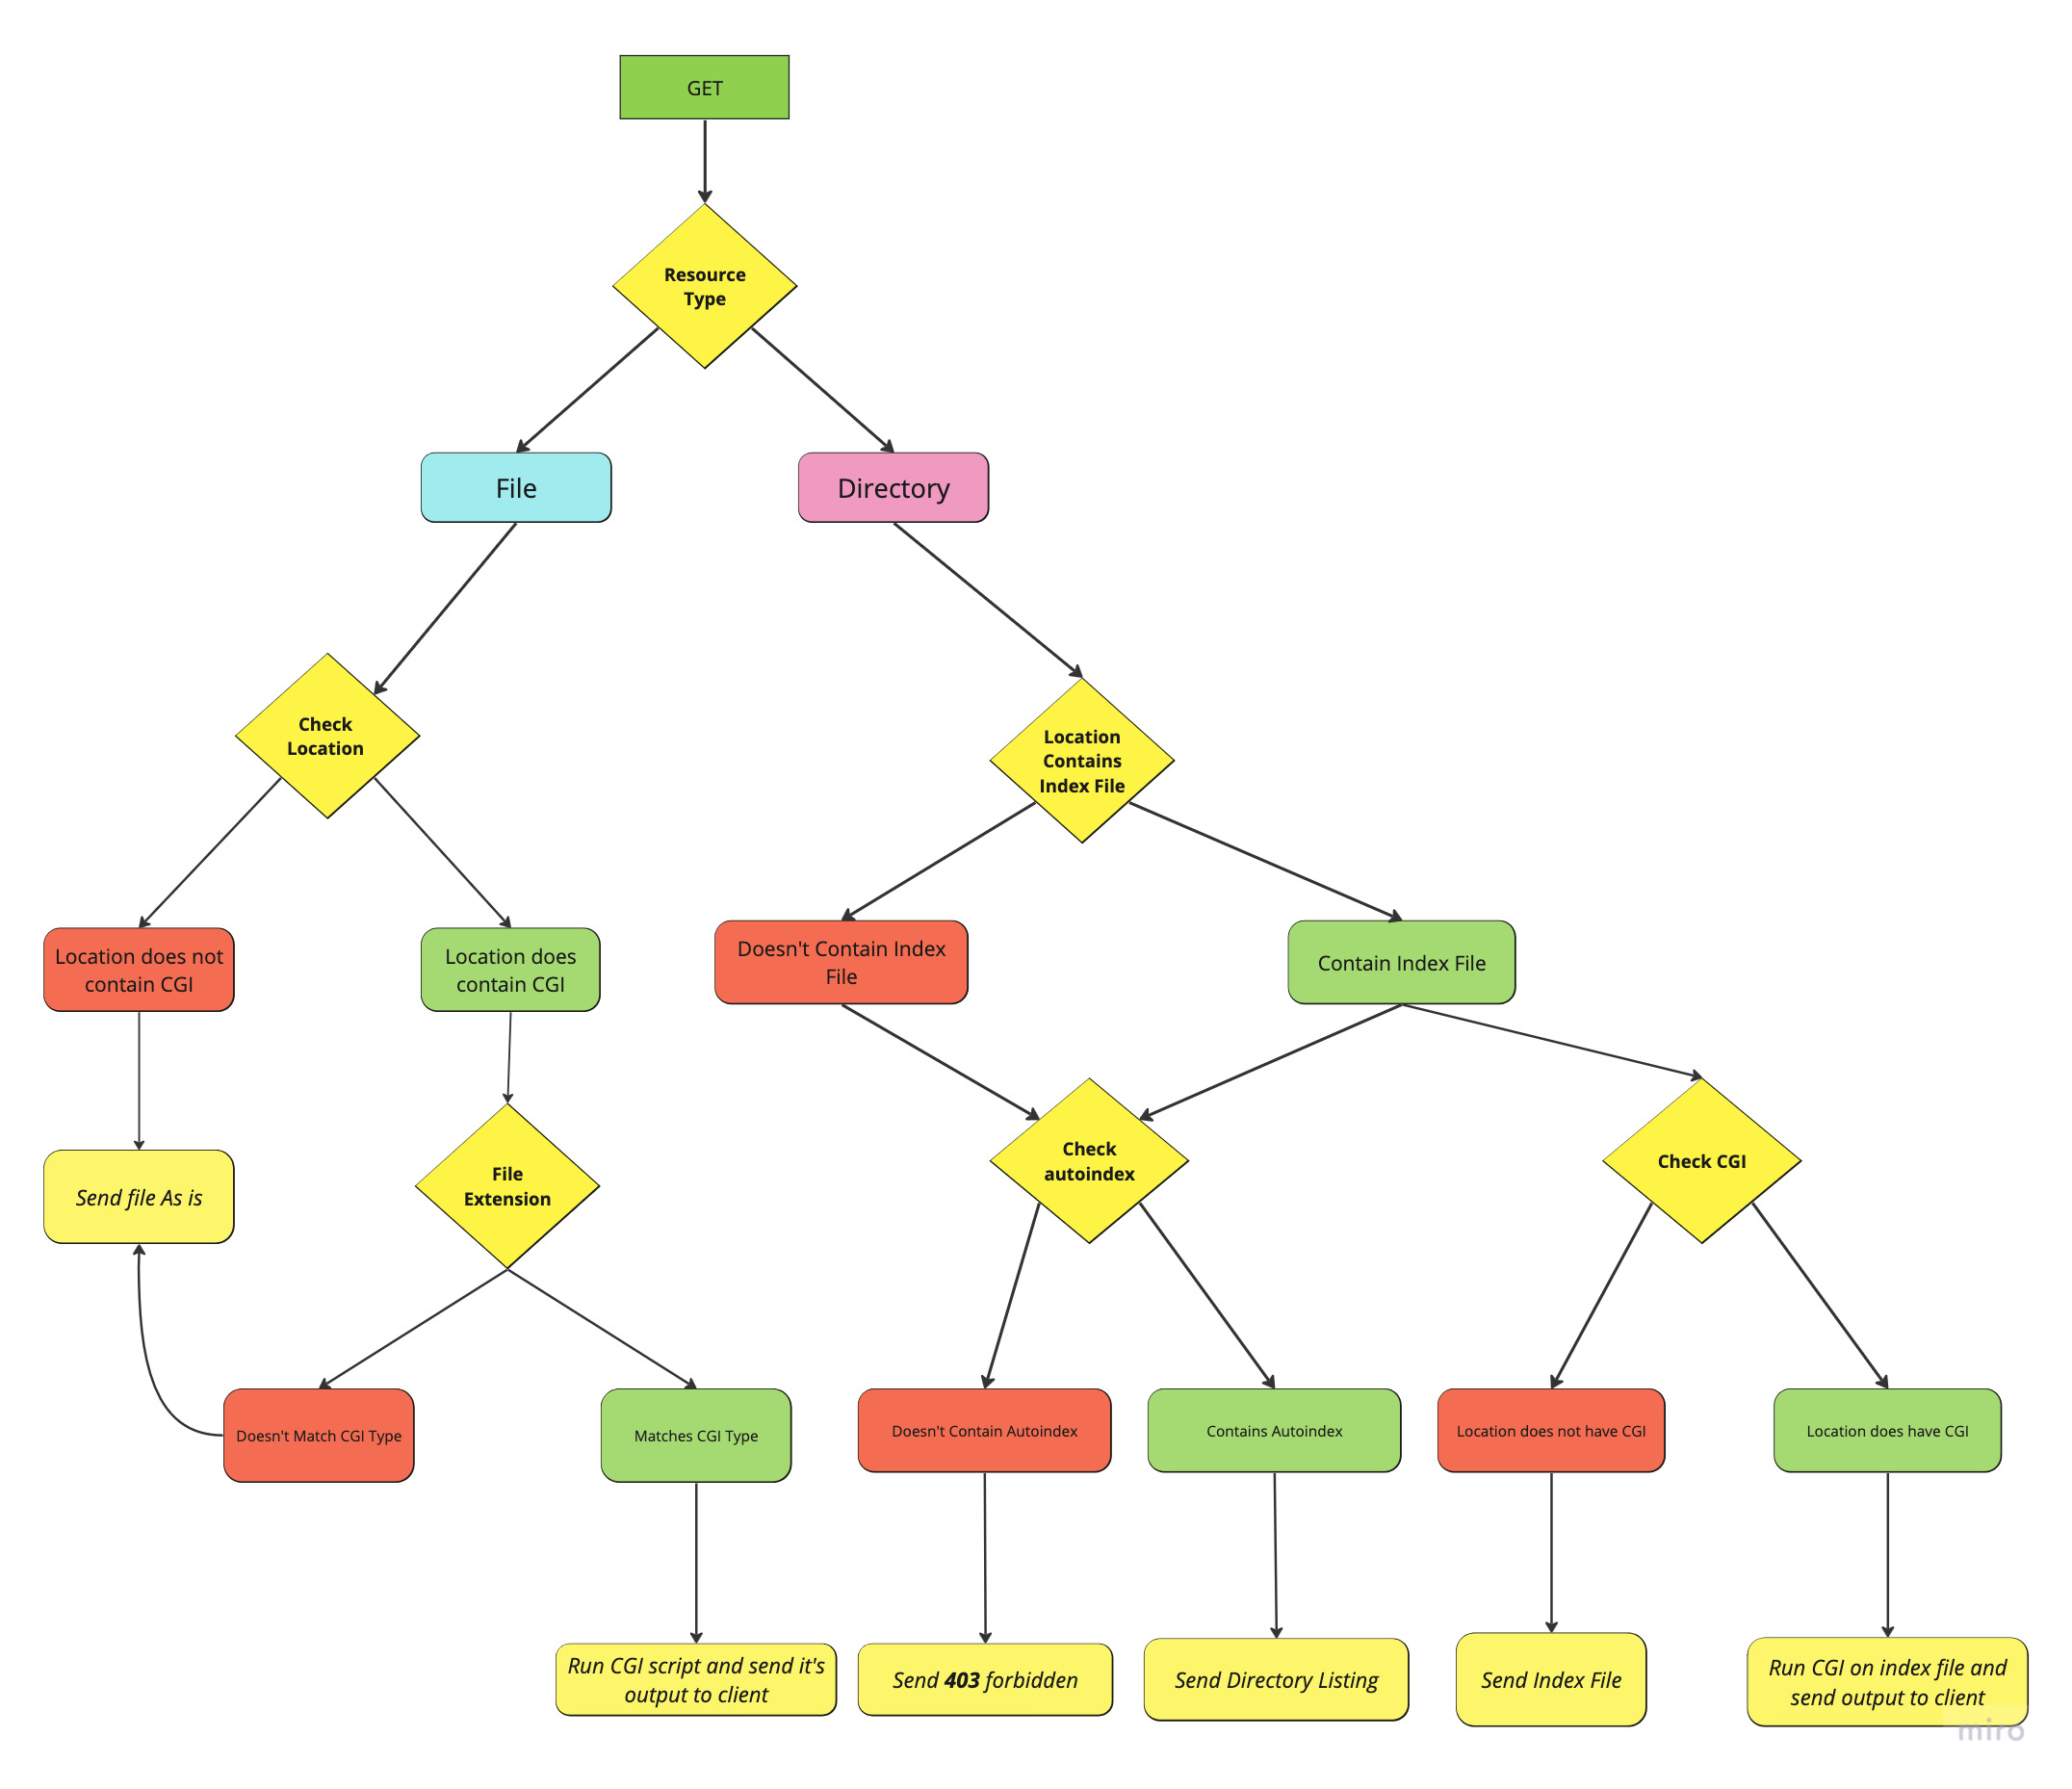 GET
Resource
Type
File
Directory
Check
Location
Location
Contains
Index File
Location does not
contain CGI
Location does
contain CGI
Doesn't Contain Index
File
Contain Index File
Send file As is
File
Extension
Check
autoindex
Check CGI
Doesn't Match CGI Type
Matches CGI Type
Doesn't Contain Autoindex
Contains Autoindex
Location does not have CGI
Location does have CGI
Run CGI script and send it's
output to client
Send 403 forbidden
Send Directory Listing
Send Index File
Run CGI on index file and
send output to client
miro